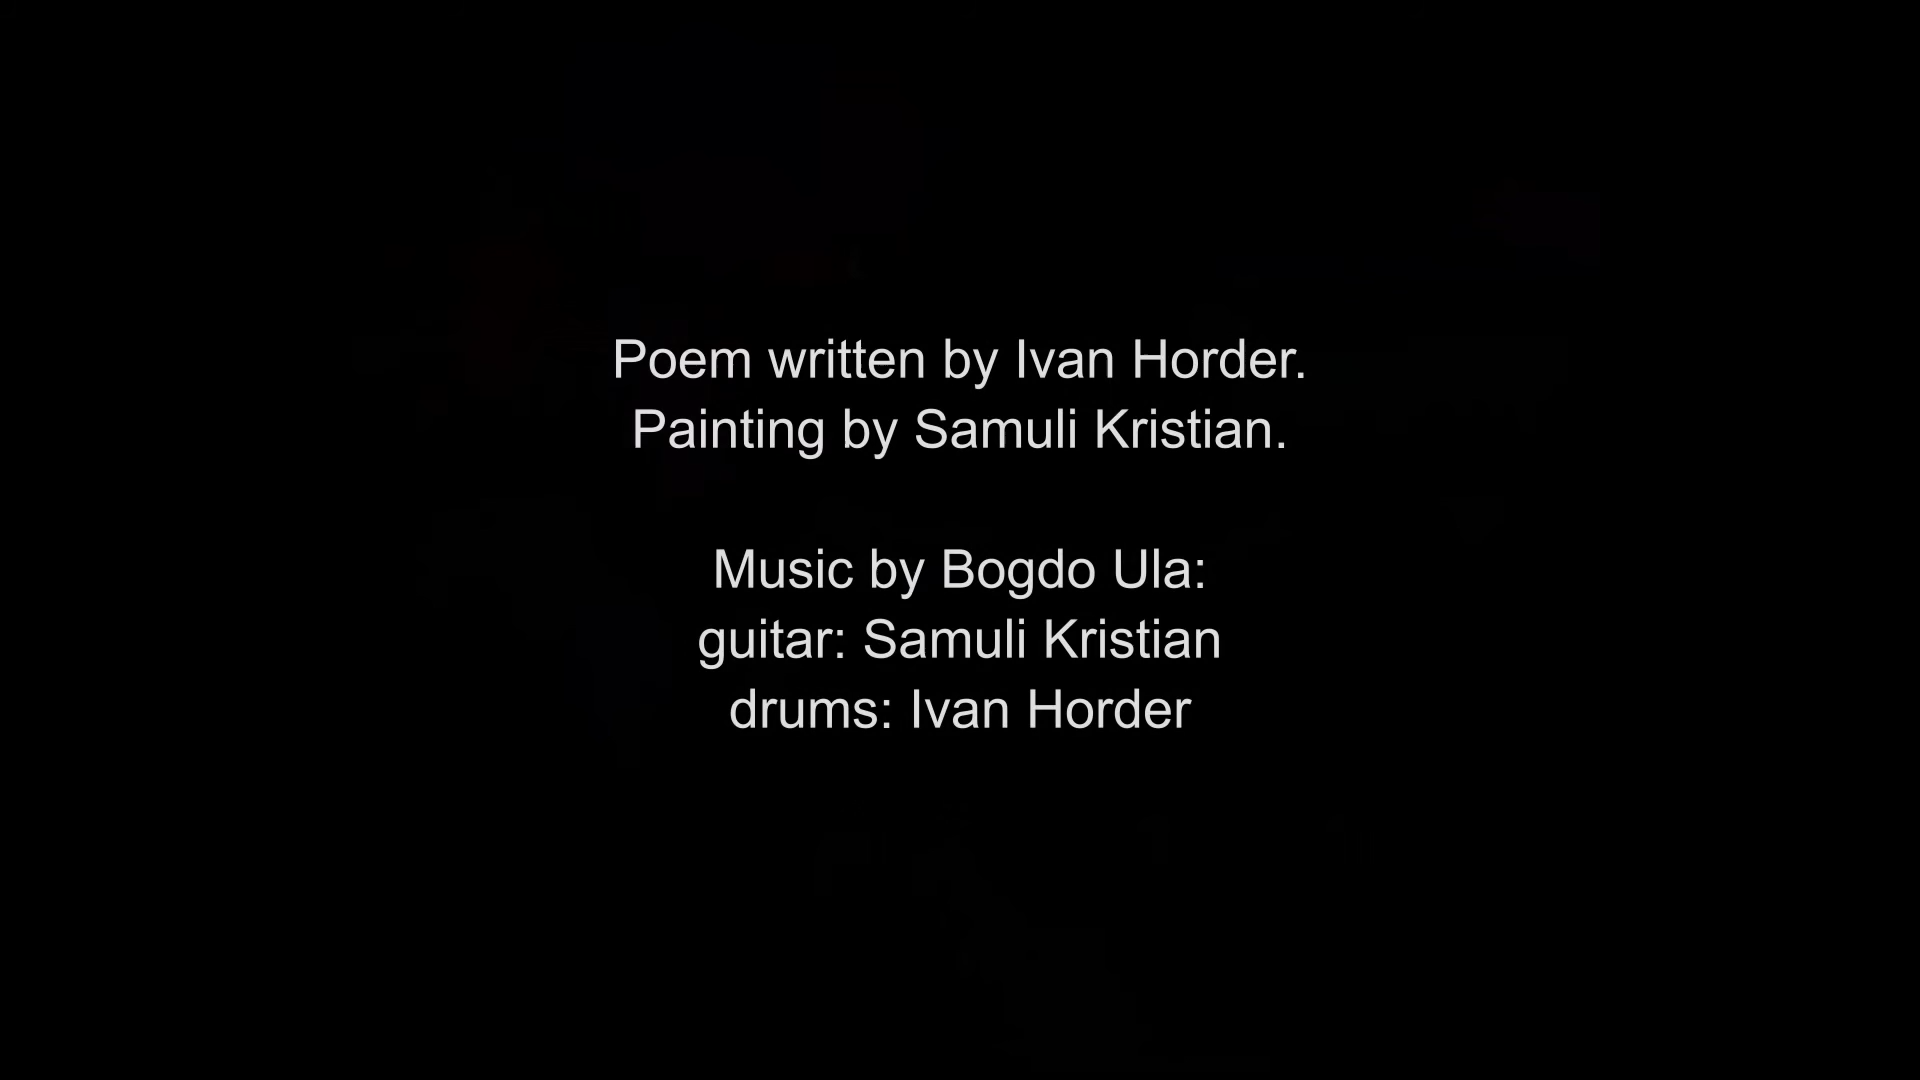 Poem written by Ivan Horder.
Painting by Samuli Kristian.
Music by Bogdo Ula:
guitar: Samuli Kristian
drums: Ivan Horder